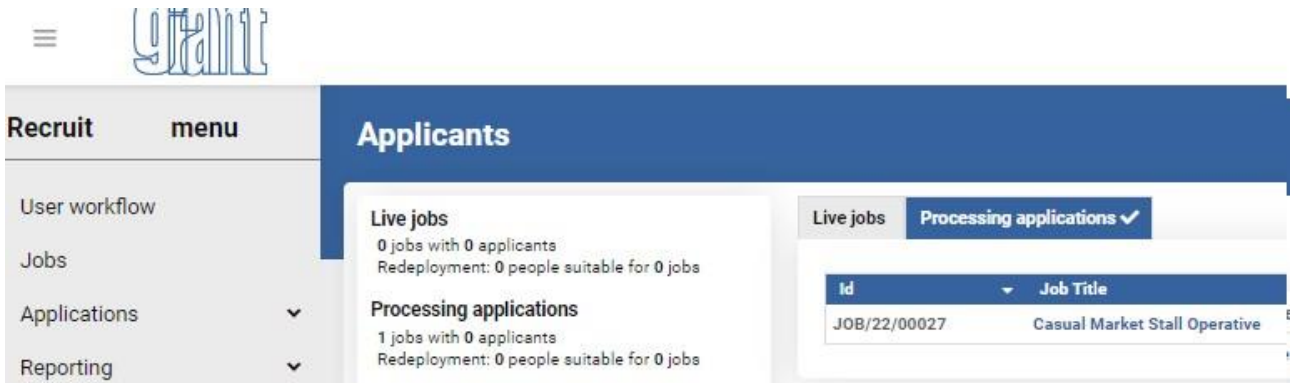 giant
Recruit menu
User workflow
Jobs
Applications
Reporting
Applicants
Live jobs
0 jobs with 0 applicants
Redeployment: 0 people suitable for 0 jobs
Processing applications
1 jobs with 0 applicants
Redeployment: 0 people suitable for 0 jobs
Live jobs Processing applications
Id Job Title
JOB/22/00027 Casual Market Stall Operative